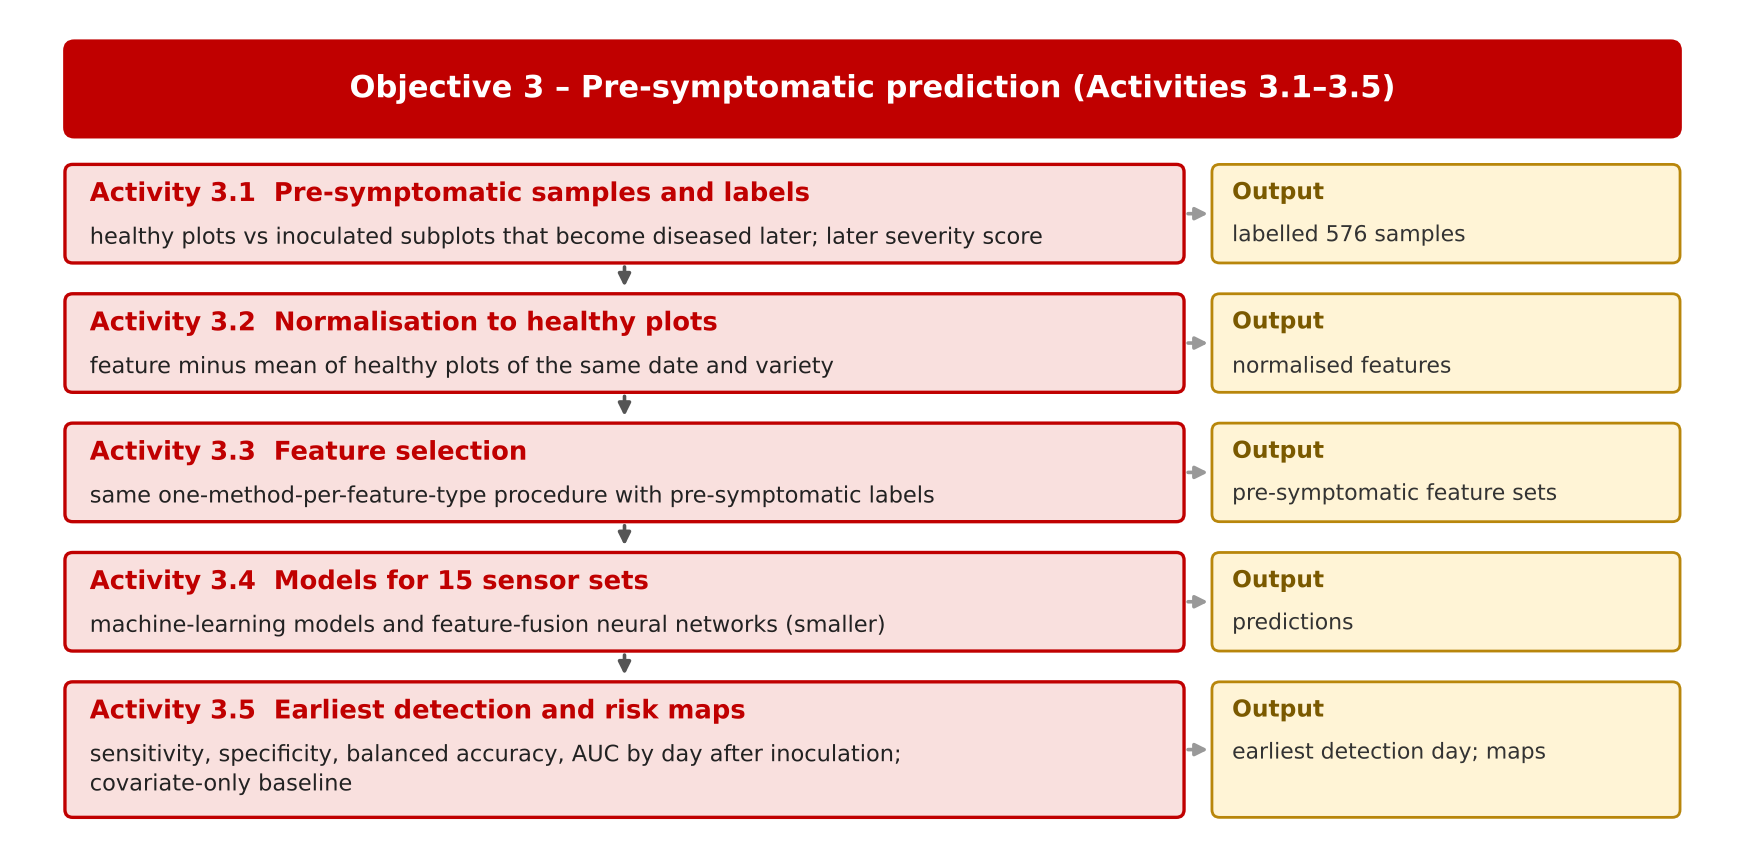 Objective 3 – Pre-symptomatic prediction (Activities 3.1–3.5)
Activity 3.1  Pre-symptomatic samples and labels
healthy plots vs inoculated subplots that become diseased later; later severity score
Output
labelled 576 samples
Activity 3.2  Normalisation to healthy plots
feature minus mean of healthy plots of the same date and variety
Output
normalised features
Activity 3.3  Feature selection
same one-method-per-feature-type procedure with pre-symptomatic labels
Output
pre-symptomatic feature sets
Activity 3.4  Models for 15 sensor sets
machine-learning models and feature-fusion neural networks (smaller)
Output
predictions
Activity 3.5  Earliest detection and risk maps
sensitivity, specificity, balanced accuracy, AUC by day after inoculation;
covariate-only baseline
Output
earliest detection day; maps